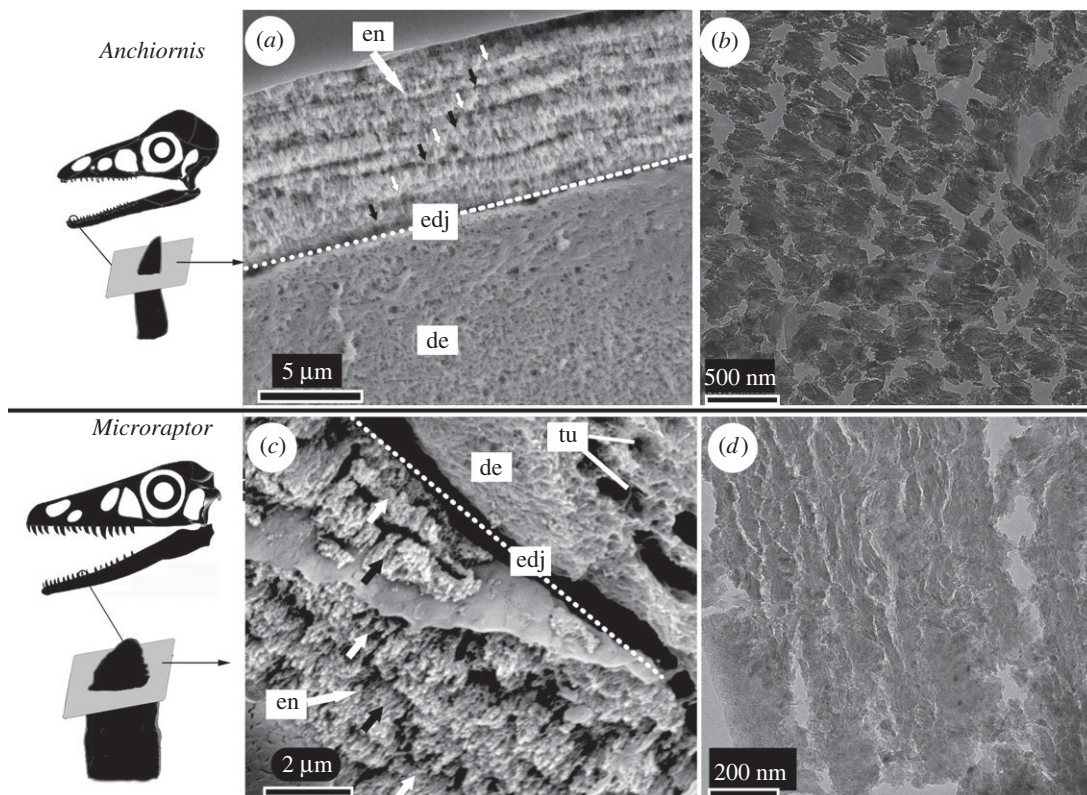 Anchiornis
(a)
en
edj
de
5 µm
(b)
500 nm
Microraptor
(c)
de
tu
edj
en
2 µm
(d)
200 nm